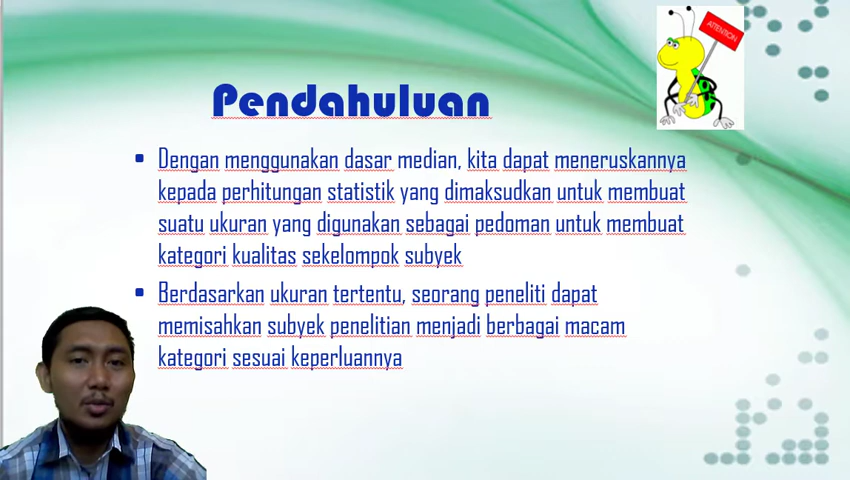 ATTENTION
Pendahuluan
• Dengan menggunakan dasar median, kita dapat meneruskannya
kepada perhitungan statistik yang dimaksudkan untuk membuat
suatu ukuran yang digunakan sebagai pedoman untuk membuat
kategori kualitas sekelompok subyek
• Berdasarkan ukuran tertentu, seorang peneliti dapat
memisahkan subyek penelitian menjadi berbagai macam
kategori sesuai keperluannya